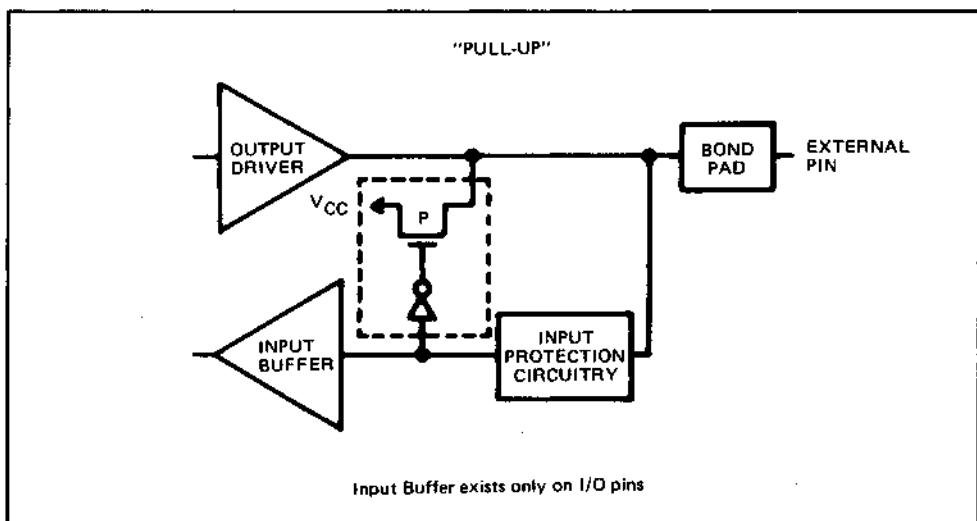 "PULL-UP"
OUTPUT
DRIVER
VCC
P
BOND
PAD
EXTERNAL
PIN
INPUT
BUFFER
INPUT
PROTECTION
CIRCUITRY
Input Buffer exists only on I/O pins